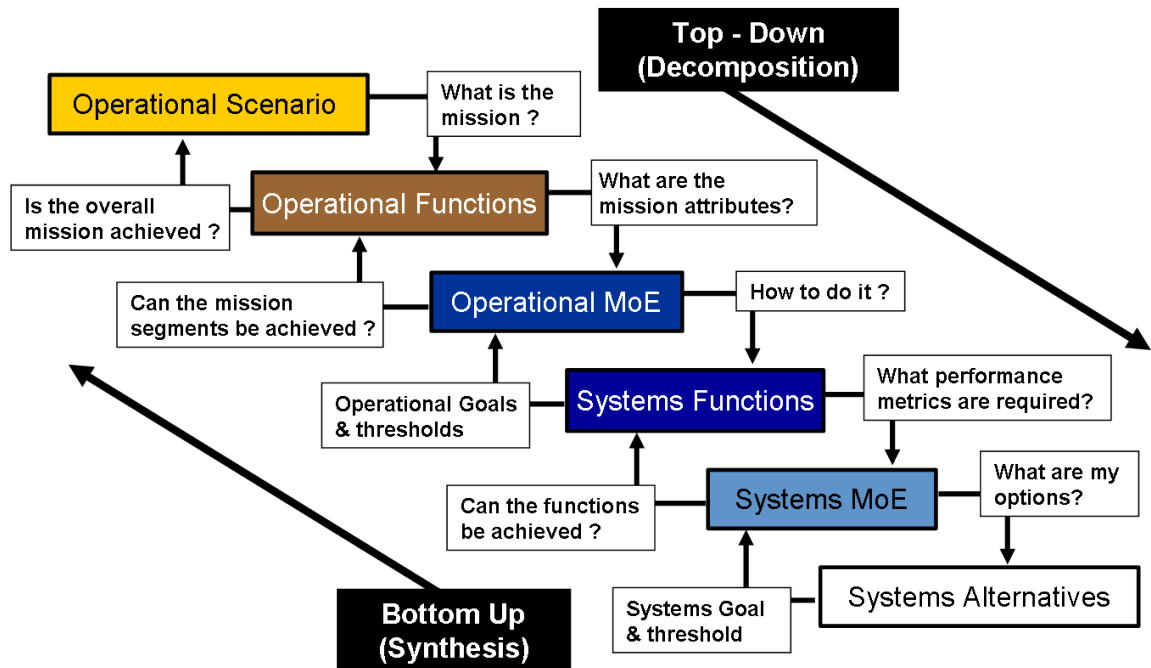 Top - Down
(Decomposition)
Operational Scenario
What is the
mission ?
Is the overall
mission achieved ?
Operational Functions
What are the
mission attributes?
Can the mission
segments be achieved ?
Operational MoE
How to do it ?
Operational Goals
& thresholds
Systems Functions
What performance
metrics are required?
Can the functions
be achieved ?
Systems MoE
What are my
options?
Bottom Up
(Synthesis)
Systems Goal
& threshold
Systems Alternatives